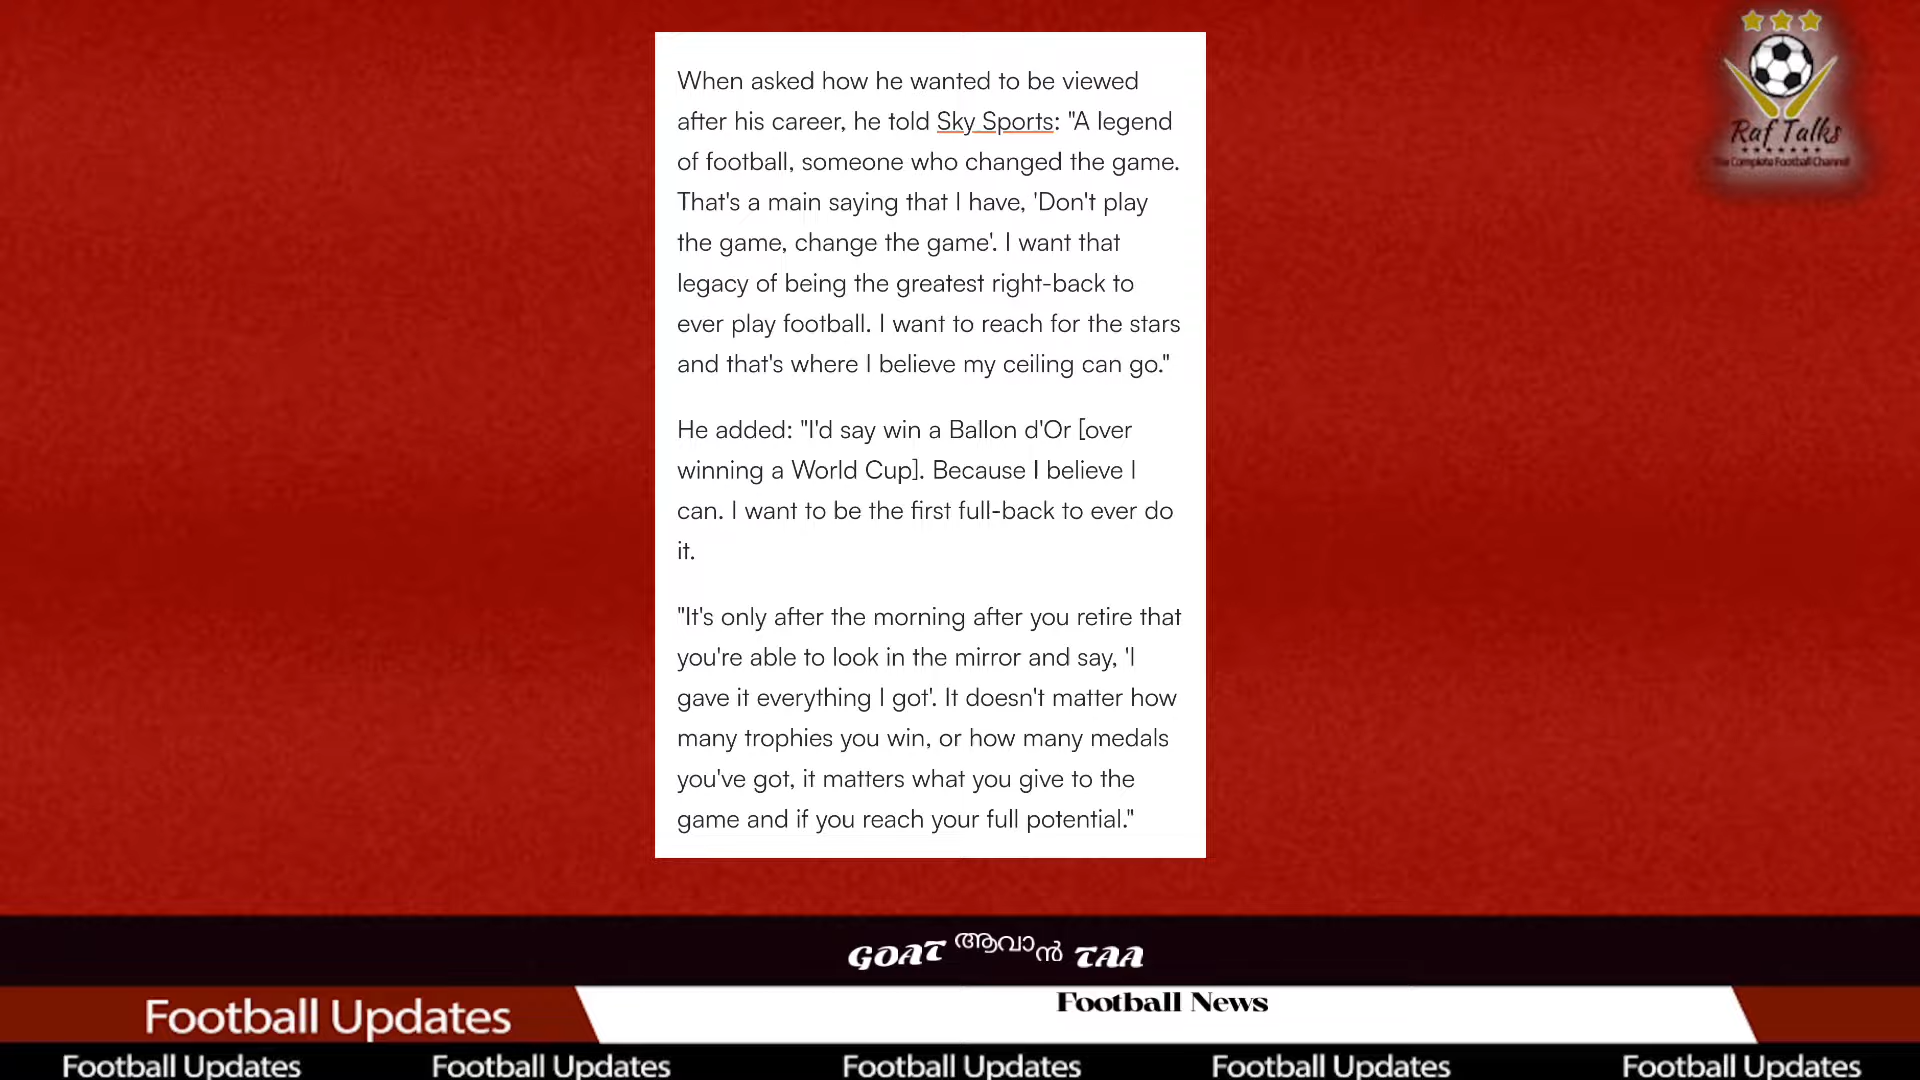 When asked how he wanted to be viewed
after his career, he told Sky Sports: "A legend
of football, someone who changed the game.
That's a main saying that I have, 'Don't play
the game, change the game'. I want that
legacy of being the greatest right-back to
ever play football. I want to reach for the stars
and that's where I believe my ceiling can go."
He added: "I'd say win a Ballon d'Or [over
winning a World Cup]. Because I believe I
can. I want to be the first full-back to ever do
it.
"It's only after the morning after you retire that
you're able to look in the mirror and say, 'I
gave it everything I got'. It doesn't matter how
many trophies you win, or how many medals
you've got, it matters what you give to the
game and if you reach your full potential."
Raf Talks
The Complete Football Channel
GOAT ആവാൻ TAA
Football Updates
Football News
Football Updates Football Updates Football Updates Football Updates Football Updates